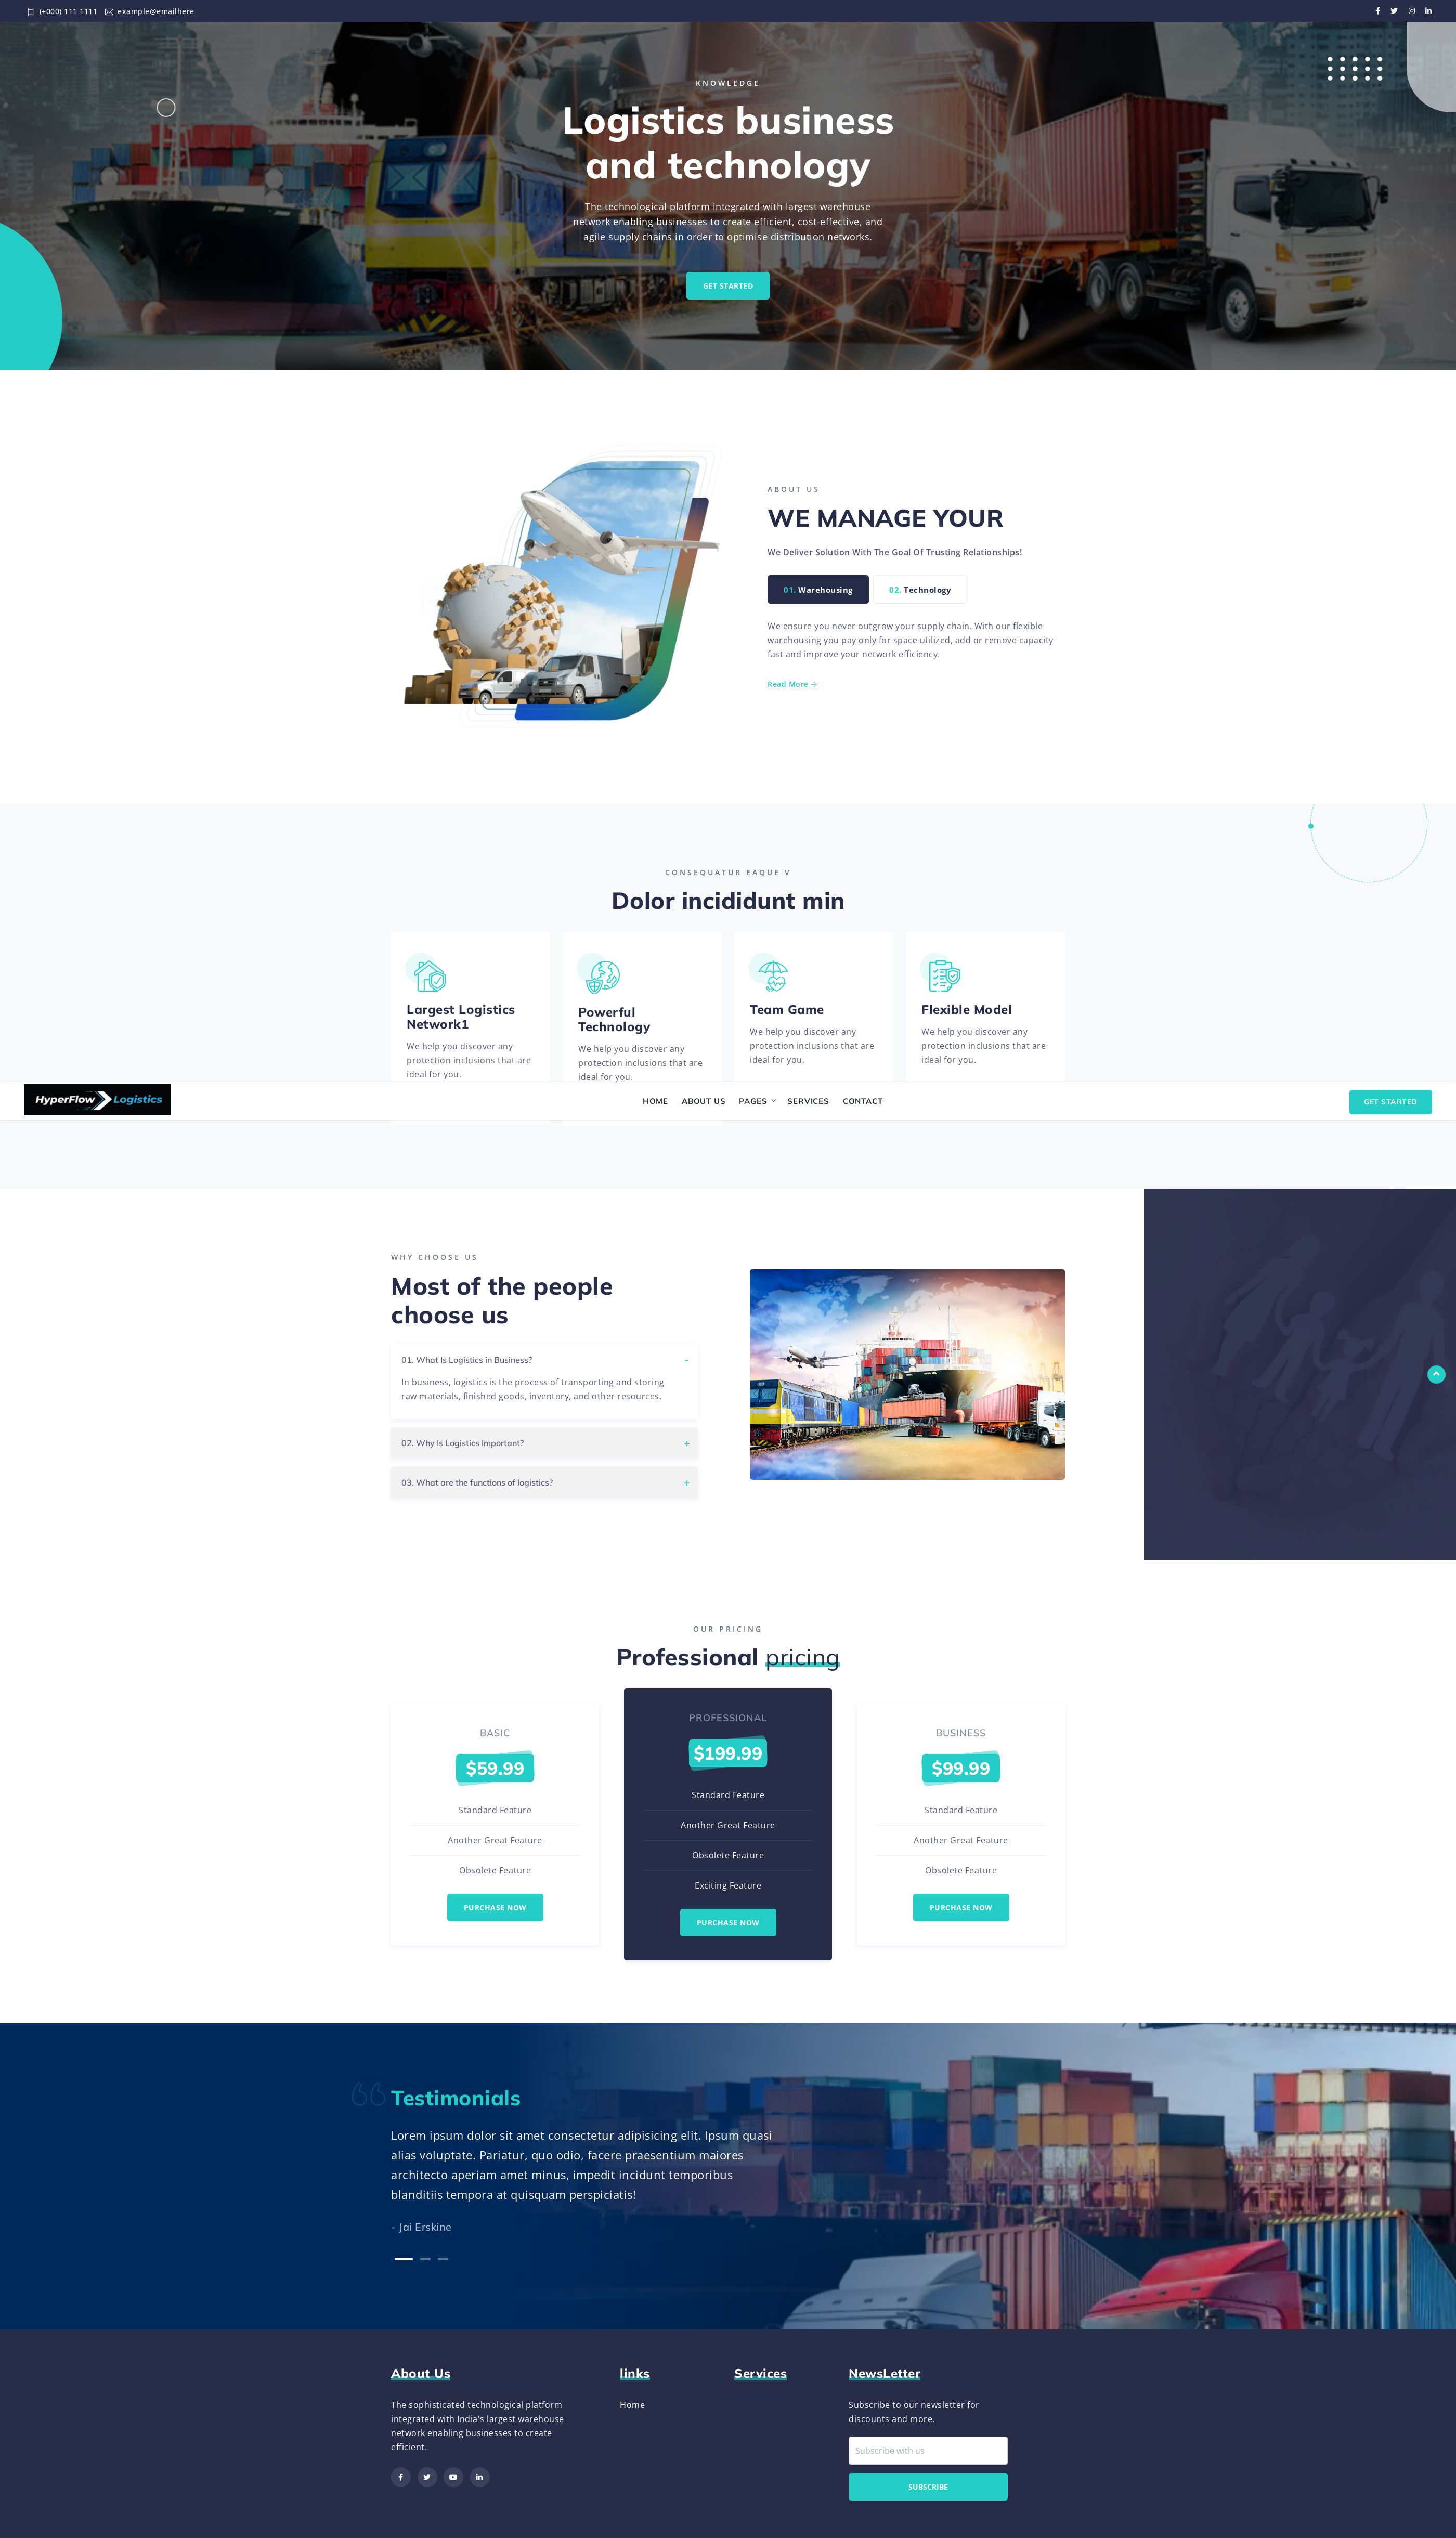 (+000) 111 1111 example@emailhere
KNOWLEDGE
Logistics business
and technology
The technological platform integrated with largest warehouse
network enabling businesses to create efficient, cost-effective, and
agile supply chains in order to optimise distribution networks.
GET STARTED
ABOUT US
WE MANAGE YOUR
We Deliver Solution With The Goal Of Trusting Relationships!
01. Warehousing
02. Technology
We ensure you never outgrow your supply chain. With our flexible
warehousing you pay only for space utilized, add or remove capacity
fast and improve your network efficiency.
Read More
CONSEQUATUR EAQUE V
Dolor incididunt min
Largest Logistics
Network1
We help you discover any
protection inclusions that are
ideal for you.
Powerful
Technology
We help you discover any
protection inclusions that are
ideal for you.
Team Game
We help you discover any
protection inclusions that are
ideal for you.
Flexible Model
We help you discover any
protection inclusions that are
ideal for you.
HyperFlow Logistics
HOME ABOUT US PAGES SERVICES CONTACT
GET STARTED
WHY CHOOSE US
Most of the people
choose us
01. What Is Logistics in Business? -
In business, logistics is the process of transporting and storing
raw materials, finished goods, inventory, and other resources.
02. Why Is Logistics Important? +
03. What are the functions of logistics? +
OUR PRICING
Professional pricing
BASIC
$59.99
Standard Feature
Another Great Feature
Obsolete Feature
PURCHASE NOW
PROFESSIONAL
$199.99
Standard Feature
Another Great Feature
Obsolete Feature
Exciting Feature
PURCHASE NOW
BUSINESS
$99.99
Standard Feature
Another Great Feature
Obsolete Feature
PURCHASE NOW
Testimonials
Lorem ipsum dolor sit amet consectetur adipisicing elit. Ipsum quasi
alias voluptate. Pariatur, quo odio, facere praesentium maiores
architecto aperiam amet minus, impedit incidunt temporibus
blanditiis tempora at quisquam perspiciatis!
- Jai Erskine
About Us
The sophisticated technological platform
integrated with India's largest warehouse
network enabling businesses to create
efficient.
links
Home
Services
NewsLetter
Subscribe to our newsletter for
discounts and more.
Subscribe with us
SUBSCRIBE